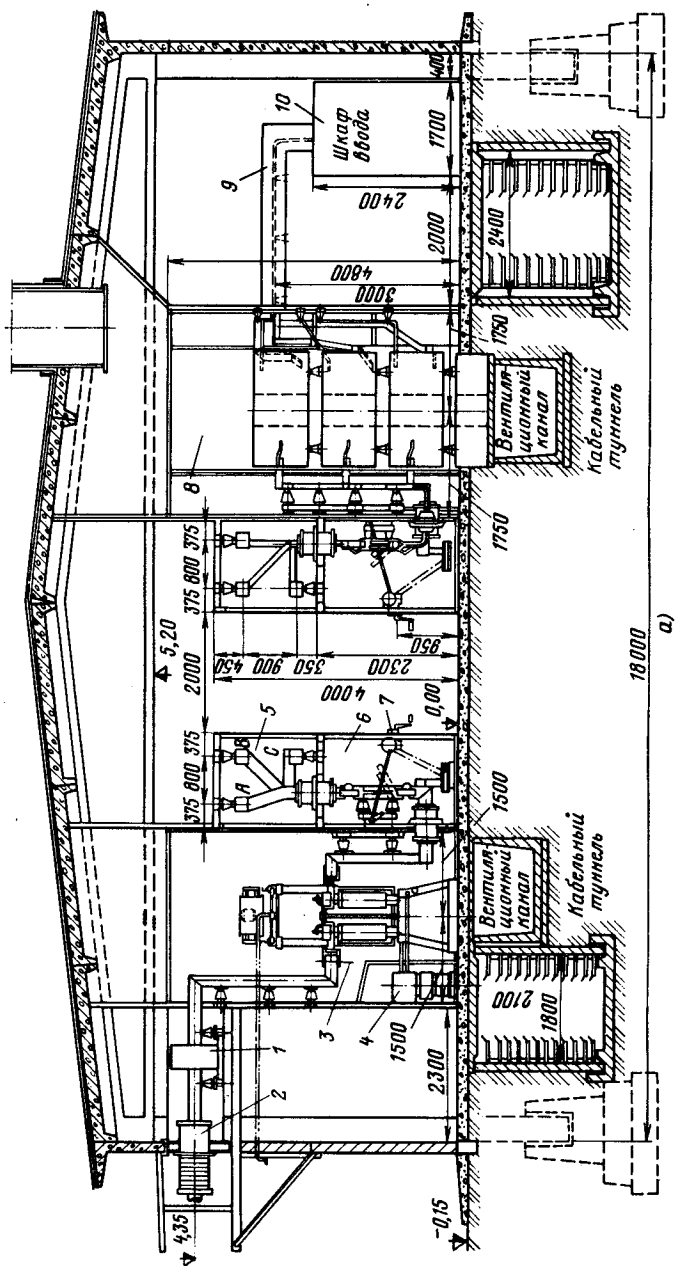 400
10
Шкаф
ввода
1700
9
2400
2000
2400
4800
3000
1750
8
Вентиля-
ционный
канал
Кабельный
туннель
1750
375
800
375
5,20
2000
450
900
350
2300
950
4000
0,00
18000
а)
375
800
375
В
А
С
5
6
7
1500
Вентиля-
ционный
канал
Кабельный
туннель
3
4
1500
2100
1800
1
2
2300
4,35
-0,15